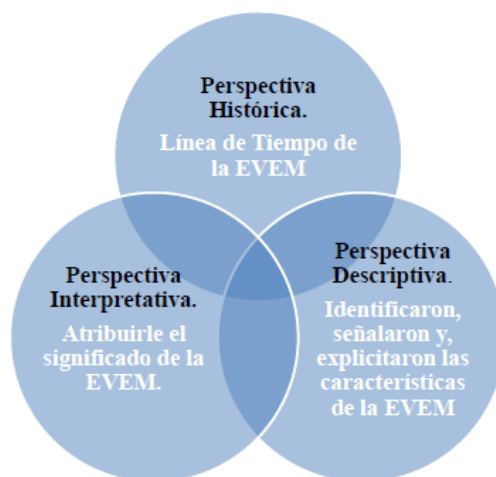 Perspectiva
Histórica.
Línea de Tiempo de
la EVEM
Perspectiva
Interpretativa.
Atribuirle el
significado de la
EVEM.
Perspectiva
Descriptiva.
Identificaron,
señalaron y,
explicitaron las
características
de la EVEM